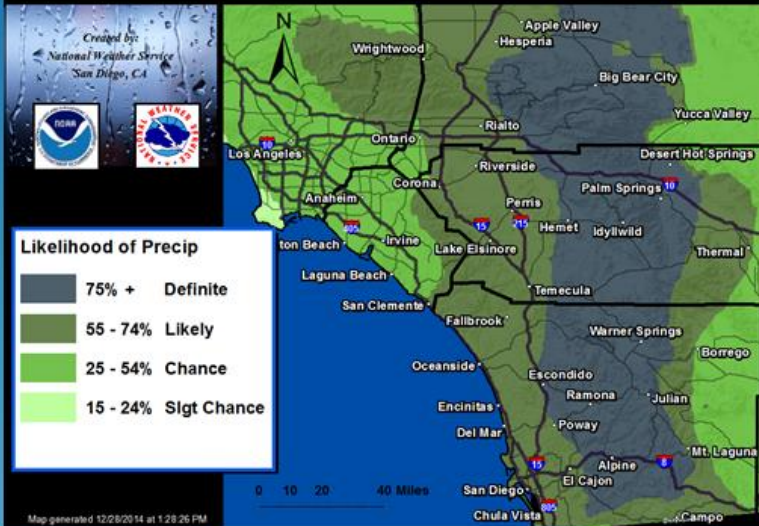 Created by:
National Weather Service
San Diego, CA
NOAA
NATIONAL WEATHER SERVICE
Likelihood of Precip
75% + Definite
55 - 74% Likely
25 - 54% Chance
15 - 24% Slgt Chance
Map generated 12/28/2014 at 1:28:26 PM
N
Apple Valley
Hesperia
Wrightwood
Big Bear City
Yucca Valley
Rialto
Ontario
10
Los Angeles
Desert Hot Springs
Riverside
Corona
Palm Springs
10
Anaheim
Perris
405
15
215
Hemet
Idyllwild
ton Beach
Irvine
Lake Elsinore
Thermal
Laguna Beach
Temecula
San Clemente
Fallbrook
Warner Springs
Borrego
Oceanside
Escondido
Ramona
Julian
Encinitas
Del Mar
Poway
Mt. Laguna
15
Alpine
8
El Cajon
San Diego
805
Chula Vista
Campo
0 10 20 40 Miles